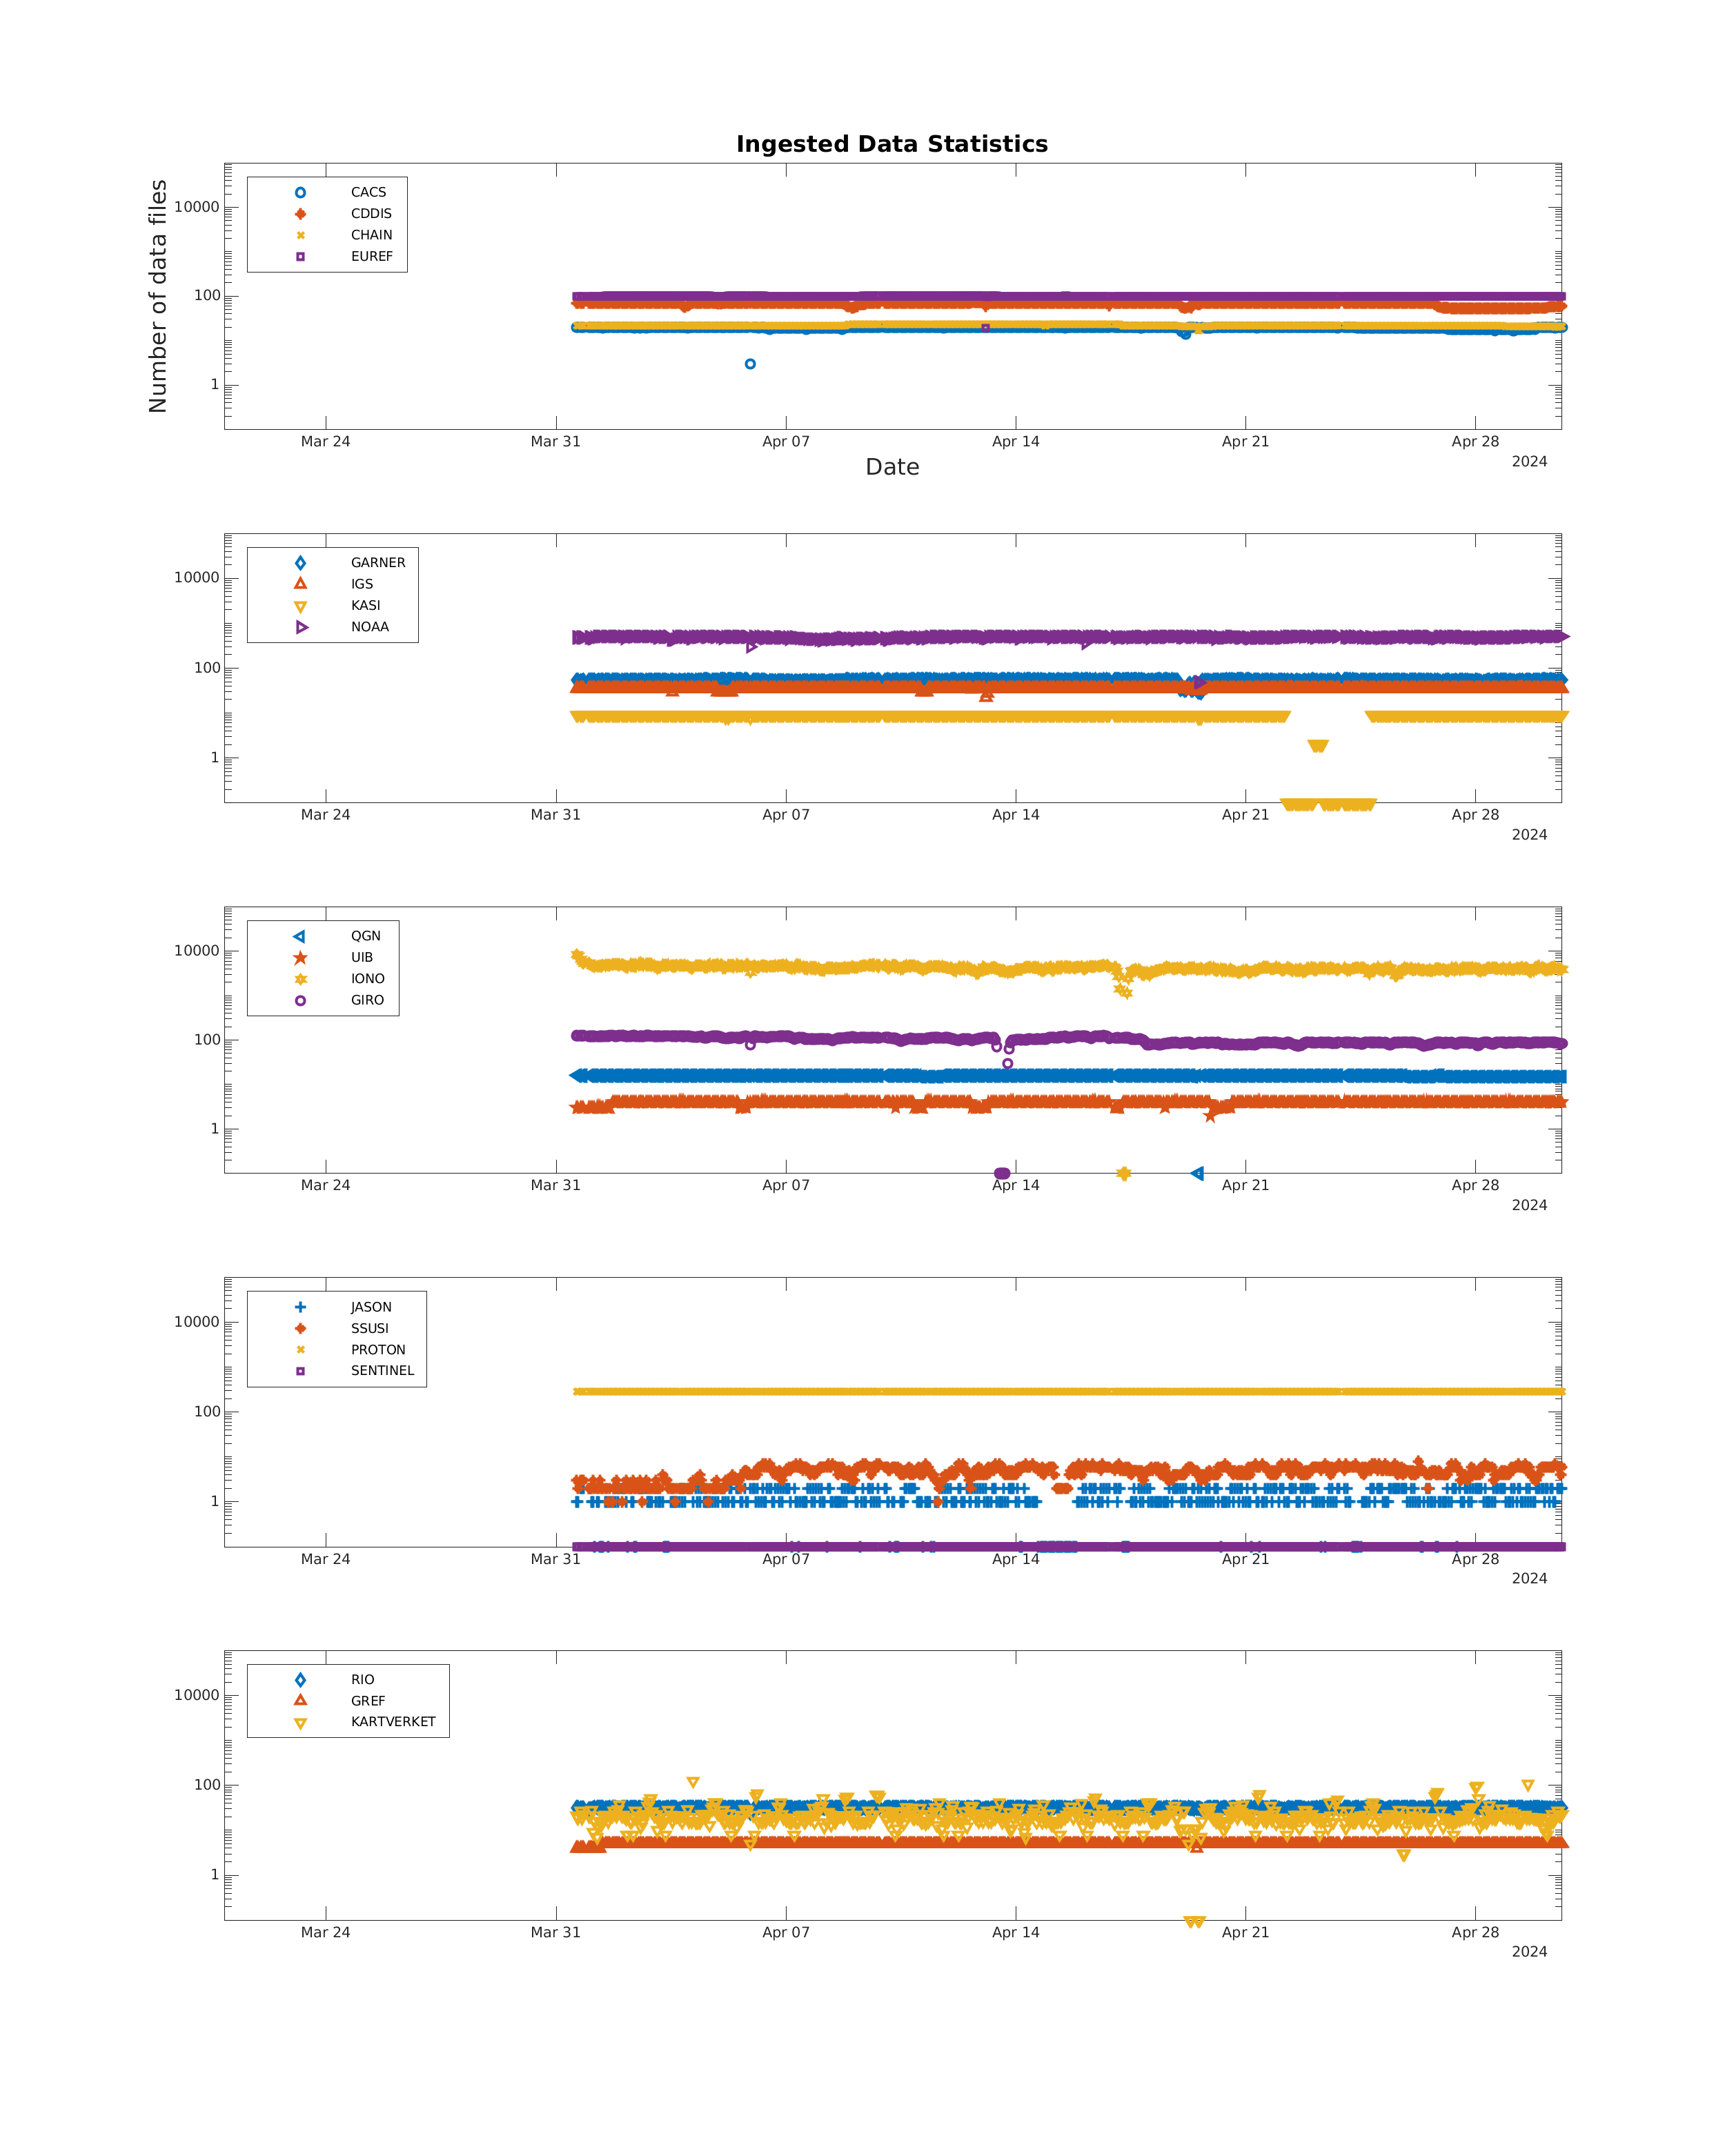 Ingested Data Statistics
Number of data files
10000
100
1
CACS
CDDIS
CHAIN
EUREF
Mar 24
Mar 31
Apr 07
Apr 14
Apr 21
Apr 28
2024
Date
10000
100
1
GARNER
IGS
KASI
NOAA
Mar 24
Mar 31
Apr 07
Apr 14
Apr 21
Apr 28
2024
10000
100
1
QGN
UIB
IONO
GIRO
Mar 24
Mar 31
Apr 07
Apr 14
Apr 21
Apr 28
2024
10000
100
1
JASON
SSUSI
PROTON
SENTINEL
Mar 24
Mar 31
Apr 07
Apr 14
Apr 21
Apr 28
2024
10000
100
1
RIO
GREF
KARTVERKET
Mar 24
Mar 31
Apr 07
Apr 14
Apr 21
Apr 28
2024